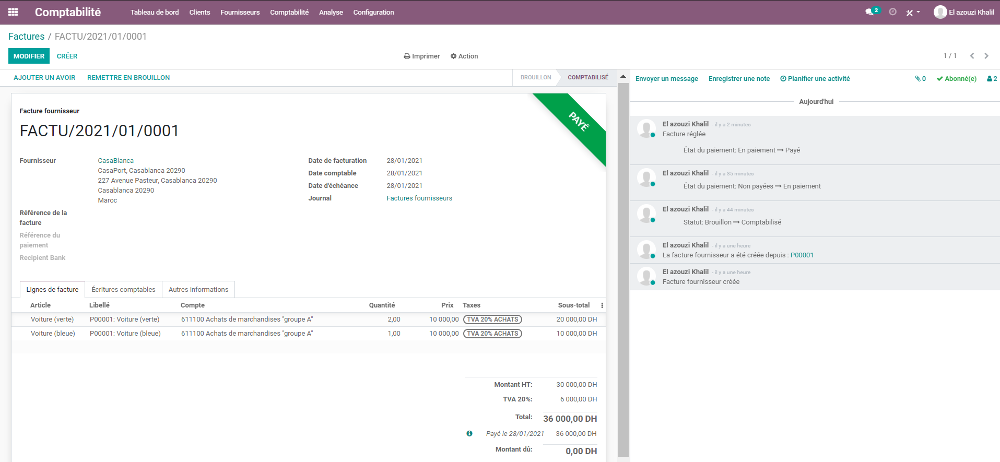 Comptabilité Tableau de bord Clients Fournisseurs Comptabilité Analyse Configuration 2 El azouzi Khalil
Factures / FACTU/2021/01/0001
MODIFIER CRÉER Imprimer Action 1 / 1
AJOUTER UN AVOIR REMETTRE EN BROUILLON BROUILLON COMPTABILISÉ
Facture fournisseur
PAYÉ
FACTU/2021/01/0001
Fournisseur CasaBlanca
CasaPort, Casablanca 20290
227 Avenue Pasteur, Casablanca 20290
Casablanca 20290
Maroc
Référence de la
facture
Référence du
paiement
Recipient Bank
Date de facturation 28/01/2021
Date comptable 28/01/2021
Date d'échéance 28/01/2021
Journal Factures fournisseurs
Lignes de facture Écritures comptables Autres informations
Article Libellé Compte Quantité Prix Taxes Sous-total
Voiture (verte) P00001: Voiture (verte) 611100 Achats de marchandises "groupe A" 2,00 10 000,00 TVA 20% ACHATS 20 000,00 DH
Voiture (bleue) P00001: Voiture (bleue) 611100 Achats de marchandises "groupe A" 1,00 10 000,00 TVA 20% ACHATS 10 000,00 DH
Montant HT: 30 000,00 DH
TVA 20%: 6 000,00 DH
Total: 36 000,00 DH
Payé le 28/01/2021 36 000,00 DH
Montant dû: 0,00 DH
Envoyer un message Enregistrer une note Planifier une activité 0 Abonné(e) 2
Aujourd'hui
El azouzi Khalil - il y a 2 minutes
Facture réglée
État du paiement: En paiement → Payé
El azouzi Khalil - il y a 35 minutes
État du paiement: Non payées → En paiement
El azouzi Khalil - il y a 44 minutes
Statut: Brouillon → Comptabilisé
El azouzi Khalil - il y a une heure
La facture fournisseur a été créée depuis : P00001
El azouzi Khalil - il y a une heure
Facture fournisseur créée